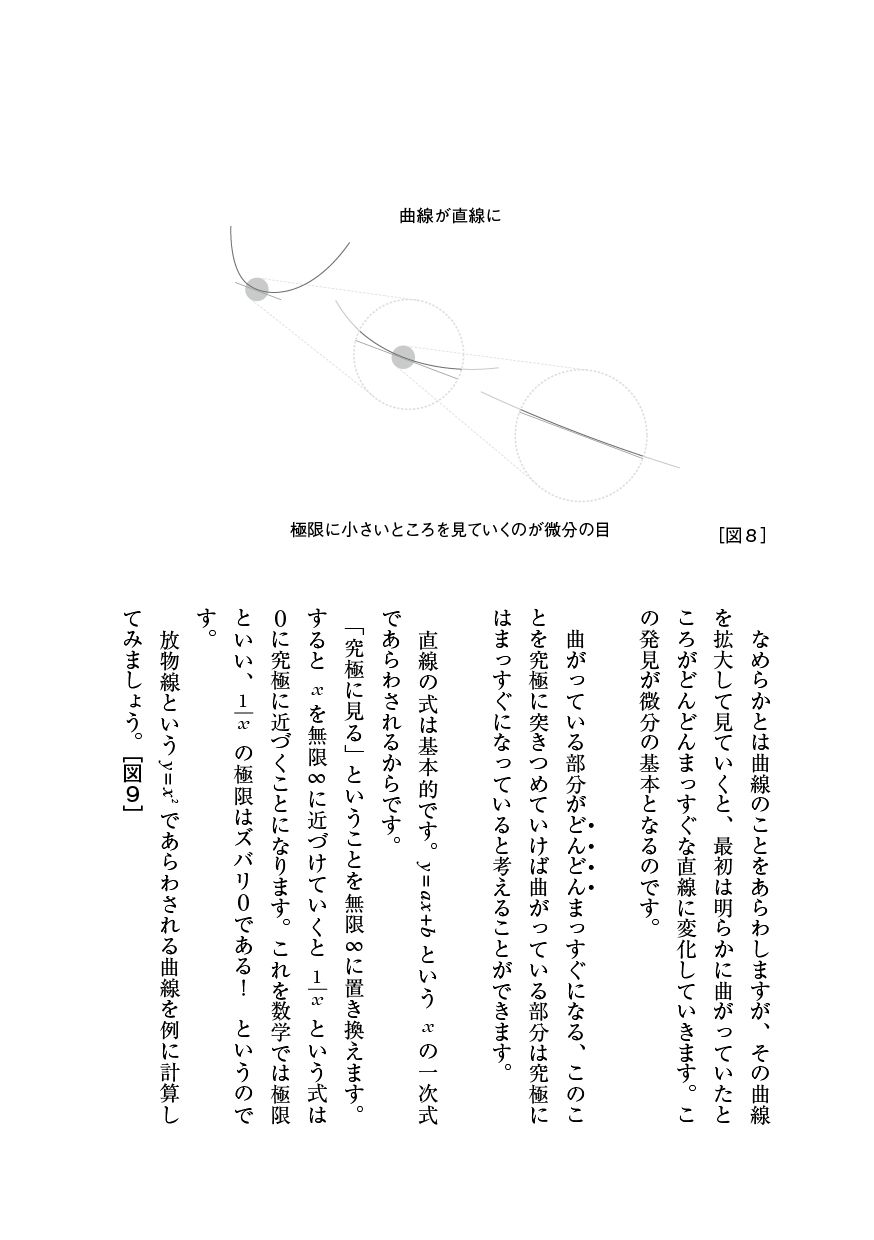 曲線が直線に
極限に小さいところを見ていくのが微分の目
［図８］
なめらかとは曲線のことをあらわしますが、その曲線
を拡大して見ていくと、最初は明らかに曲がっていたと
ころがどんどんまっすぐな直線に変化していきます。こ
の発見が微分の基本となるのです。
曲がっている部分がどんどんまっすぐになる、このこ
とを究極に突きつめていけば曲がっている部分は究極に
はまっすぐになっていると考えることができます。
直線の式は基本的です。y=ax+b という x の一次式
であらわされるからです。
「究極に見る」ということを無限∞に置き換えます。
すると x を無限∞に近づけていくと 1/x という式は
0に究極に近づくことになります。これを数学では極限
といい、1/x の極限はズバリ0である！　というので
す。
放物線という y=x² であらわされる曲線を例に計算し
てみましょう。［図９］